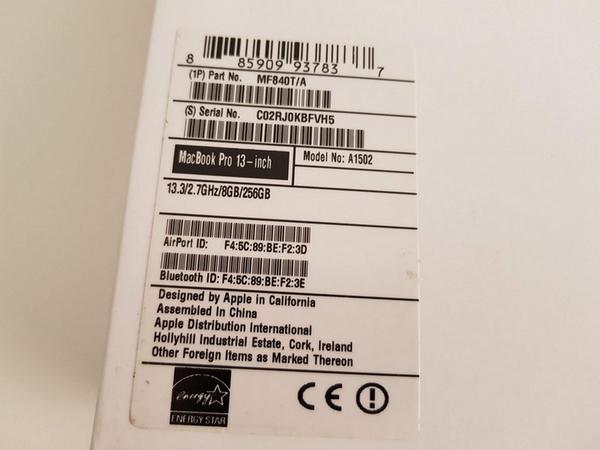 8 85909 93783 7
(1P) Part No. MF840T/A
(S) Serial No. C02RJ0KBFVH5
MacBook Pro 13-inch Model No: A1502
13.3/2.7GHz/8GB/256GB
AirPort ID: F4:5C:89:BE:F2:3D
Bluetooth ID: F4:5C:89:BE:F2:3E
Designed by Apple in California
Assembled In China
Apple Distribution International
Hollyhill Industrial Estate, Cork, Ireland
Other Foreign Items as Marked Thereon
energy
ENERGY STAR
CE